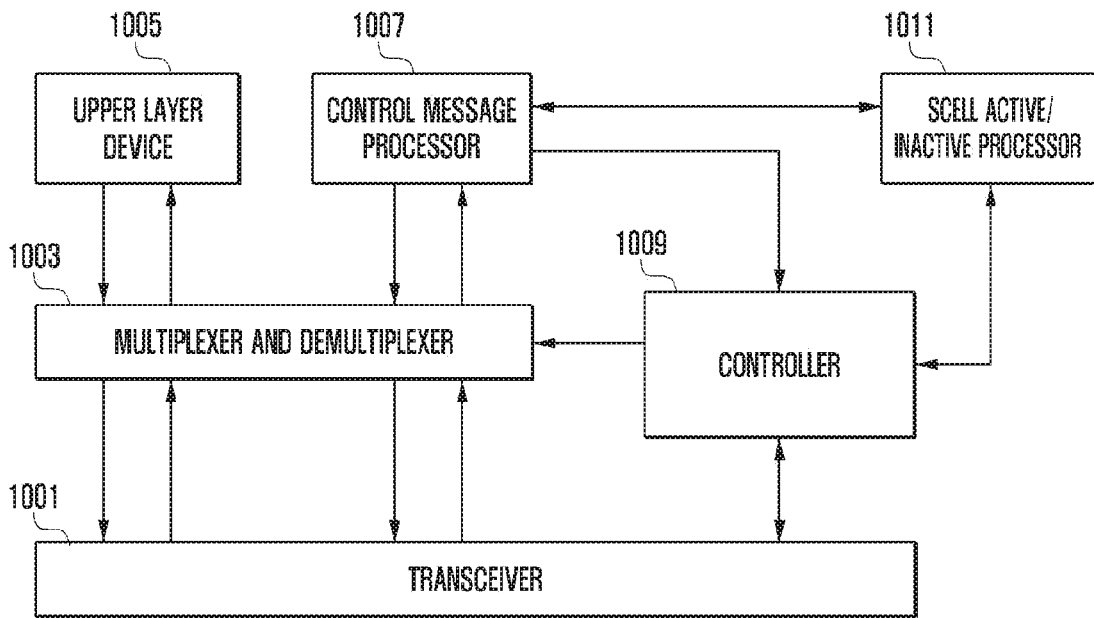 1005
1007
1011
UPPER LAYER
DEVICE
CONTROL MESSAGE
PROCESSOR
SCELL ACTIVE/
INACTIVE PROCESSOR
1003
1009
MULTIPLEXER AND DEMULTIPLEXER
CONTROLLER
1001
TRANSCEIVER